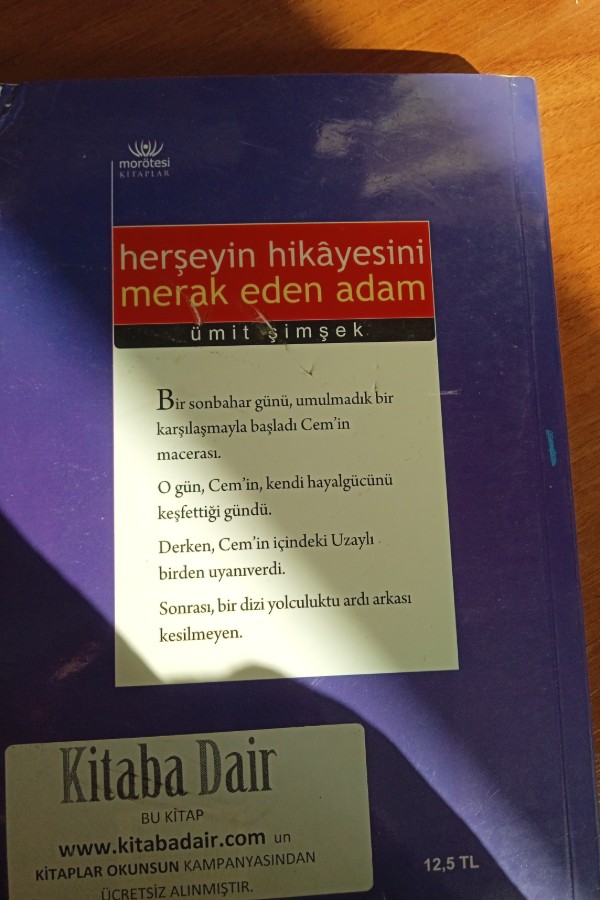 morötesi
KİTAPLAR
herşeyin hikâyesini
merak eden adam
ümit şimşek
Bir sonbahar günü, umulmadık bir
karşılaşmayla başladı Cem'in
macerası.
O gün, Cem'in, kendi hayalgücünü
keşfettiği gündü.
Derken, Cem'in içindeki Uzaylı
birden uyanıverdi.
Sonrası, bir dizi yolculuktu ardı arkası
kesilmeyen.
Kitaba Dair
BU KİTAP
www.kitabadair.com un
KİTAPLAR OKUNSUN KAMPANYASINDAN
ÜCRETSİZ ALINMIŞTIR.
12,5 TL